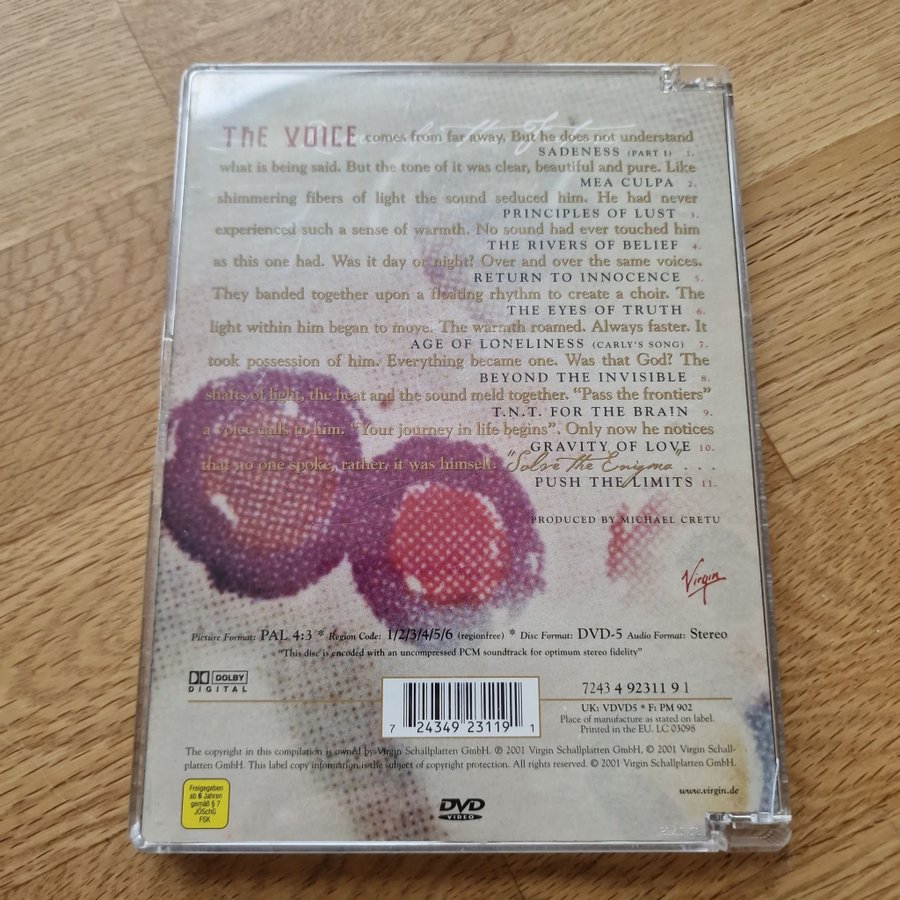 THE VOICE comes from far away. But he does not understand
SADENESS (PART 1) 1.
what is being said. But the tone of it was clear, beautiful and pure. Like
MEA CULPA 2.
shimmering fibers of light the sound seduced him. He had never
PRINCIPLES OF LUST 3.
experienced such a sense of warmth. No sound had ever touched him
THE RIVERS OF BELIEF 4.
as this one had. Was it day or night? Over and over the same voices.
RETURN TO INNOCENCE 5.
They banded together upon a floating rhythm to create a choir. The
THE EYES OF TRUTH 6.
light within him began to move. The warmth roamed. Always faster. It
AGE OF LONELINESS (CARLY'S SONG) 7.
took possession of him. Everything became one. Was that God? The
BEYOND THE INVISIBLE 8.
shafts of light, the heat and the sound meld together. "Pass the frontiers"
T.N.T. FOR THE BRAIN 9.
a voice calls to him. "Your journey in life begins". Only now he notices
GRAVITY OF LOVE 10.
that no one spoke, rather, it was himself. "Solve the Enigma" . . .
PUSH THE LIMITS 11.
PRODUCED BY MICHAEL CRETU
Virgin
Picture Format: PAL 4:3 * Region Code: 1/2/3/4/5/6 (regionfree) * Disc Format: DVD-5 Audio Format: Stereo
"This disc is encoded with an uncompressed PCM soundtrack for optimum stereo fidelity"
DOLBY
DIGITAL
7 24349 23119 1
7243 4 92311 9 1
UK: VDVD5 * F: PM 902
Place of manufacture as stated on label.
Printed in the EU. LC 03098
The copyright in this compilation is owned by Virgin Schallplatten GmbH. ℗ 2001 Virgin Schallplatten GmbH, © 2001 Virgin Schall-
platten GmbH. This label copy information is the subject of copyright protection. All rights reserved. © 2001 Virgin Schallplatten GmbH.
www.virgin.de
Freigegeben
ab 6 Jahren
gemäß § 7
JÖSchG
FSK
DVD
VIDEO